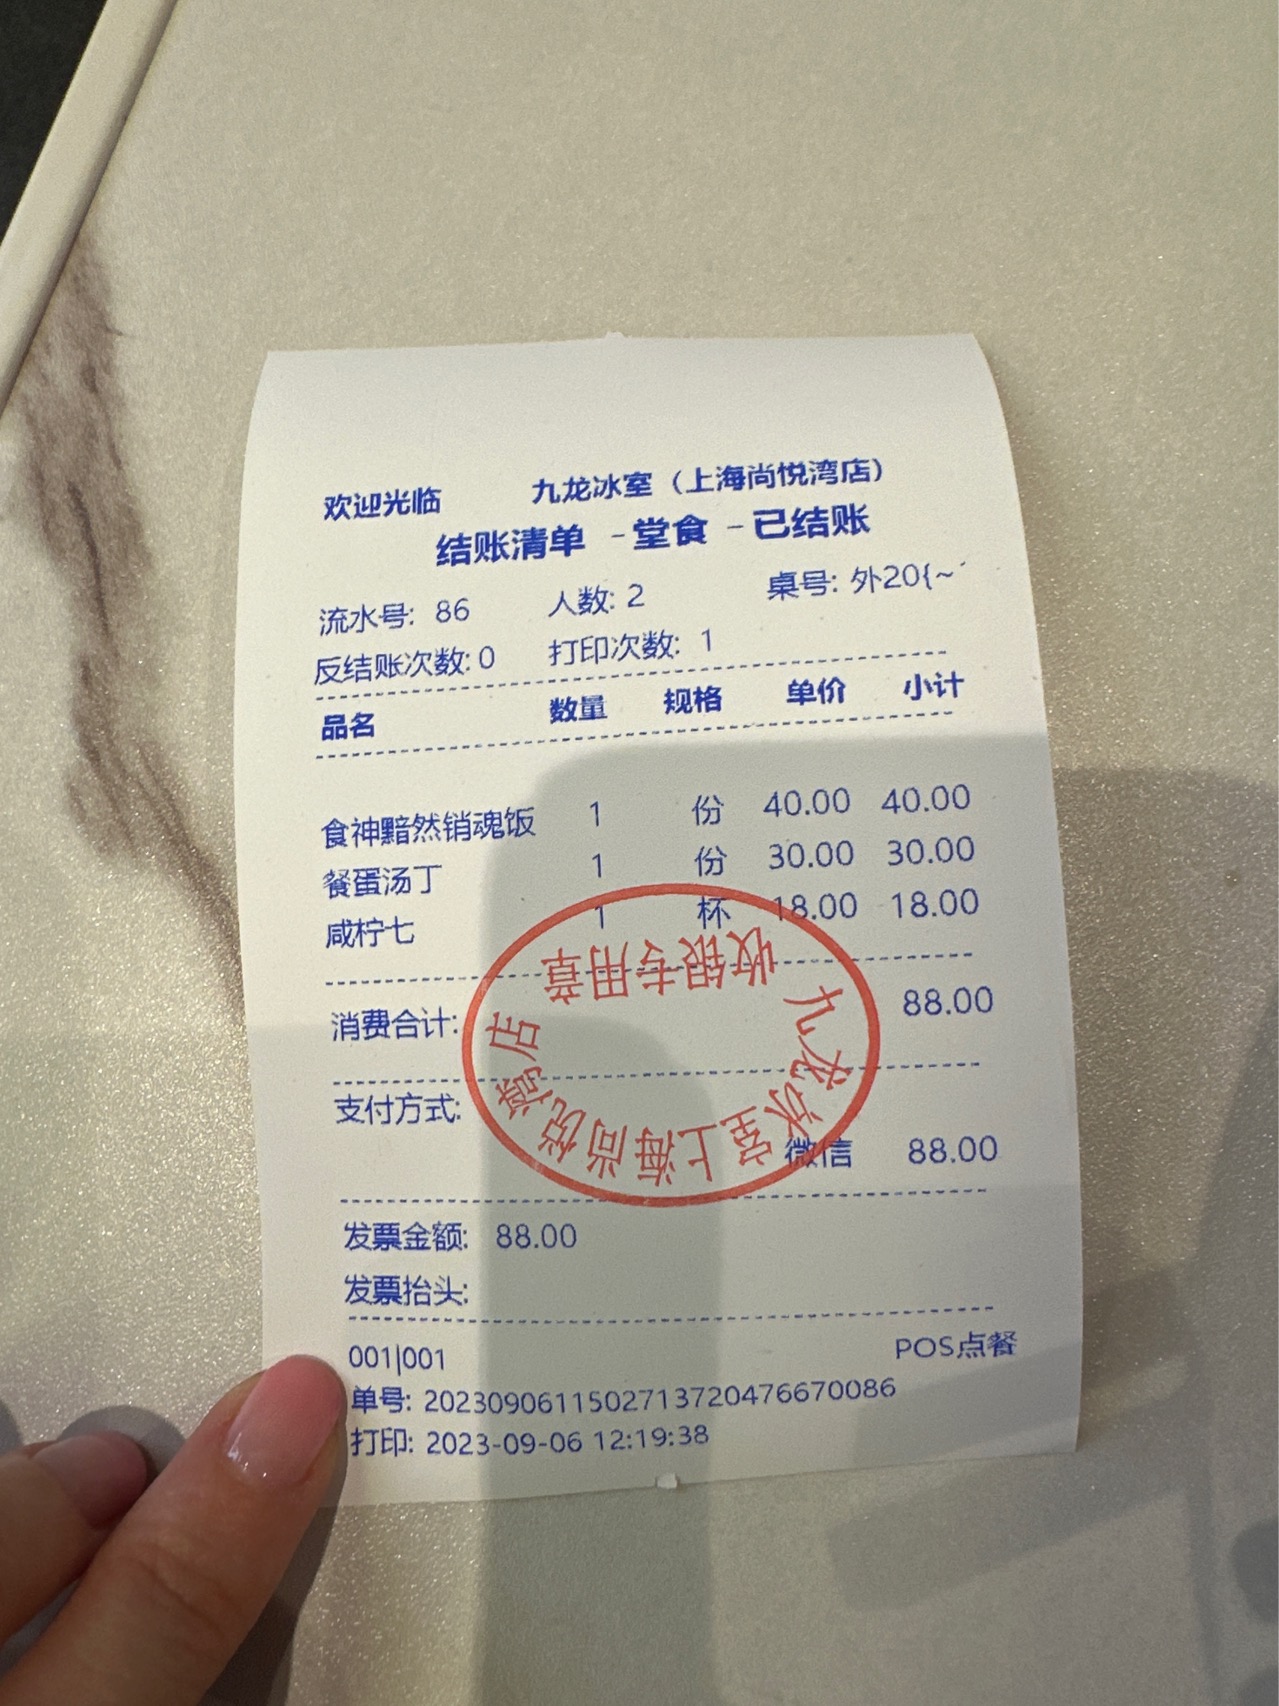 欢迎光临 九龙冰室（上海尚悦湾店）
结账清单 -堂食 -已结账
流水号: 86 人数: 2 桌号: 外20{~
反结账次数: 0 打印次数: 1
品名 数量 规格 单价 小计
食神黯然销魂饭 1 份 40.00 40.00
餐蛋汤丁 1 份 30.00 30.00
咸柠七 1 杯 18.00 18.00
消费合计: 88.00
支付方式:
微信 88.00
九龙冰室上海尚悦湾店
收银专用章
发票金额: 88.00
发票抬头:
001|001 POS点餐
单号: 2023090611502713720476670086
打印: 2023-09-06 12:19:38